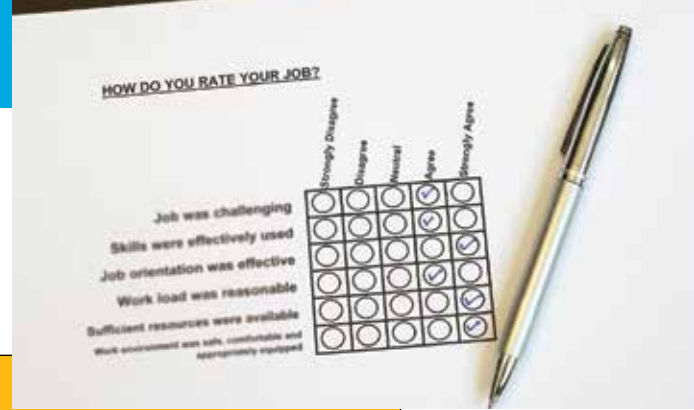 HOW DO YOU RATE YOUR JOB?
Strongly Disagree
Disagree
Neutral
Agree
Strongly Agree
Job was challenging
Skills were effectively used
Job orientation was effective
Work load was reasonable
Sufficient resources were available
Work environment was safe, comfortable and
appropriately equipped